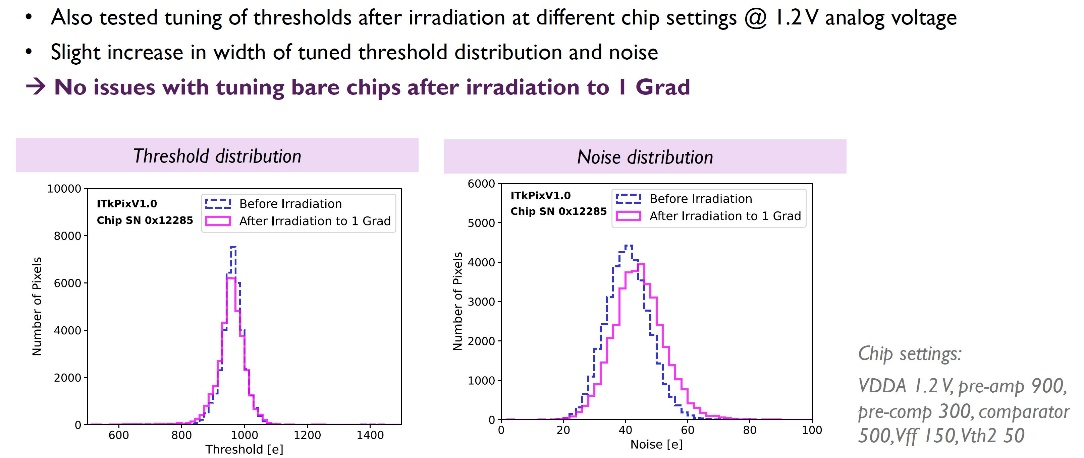 • Also tested tuning of thresholds after irradiation at different chip settings @ 1.2V analog voltage
• Slight increase in width of tuned threshold distribution and noise
→ No issues with tuning bare chips after irradiation to 1 Grad
Threshold distribution
10000
8000
6000
4000
2000
0
600
800
1000
1200
1400
Number of Pixels
Threshold [e]
ITkPixV1.0
Chip SN 0x12285
Before Irradiation
After Irradiation to 1 Grad
Noise distribution
6000
5000
4000
3000
2000
1000
0
0
20
40
60
80
100
Number of Pixels
Noise [e]
ITkPixV1.0
Chip SN 0x12285
Before Irradiation
After Irradiation to 1 Grad
Chip settings:
VDDA 1.2 V, pre-amp 900,
pre-comp 300, comparator
500,Vff 150,Vth2 50